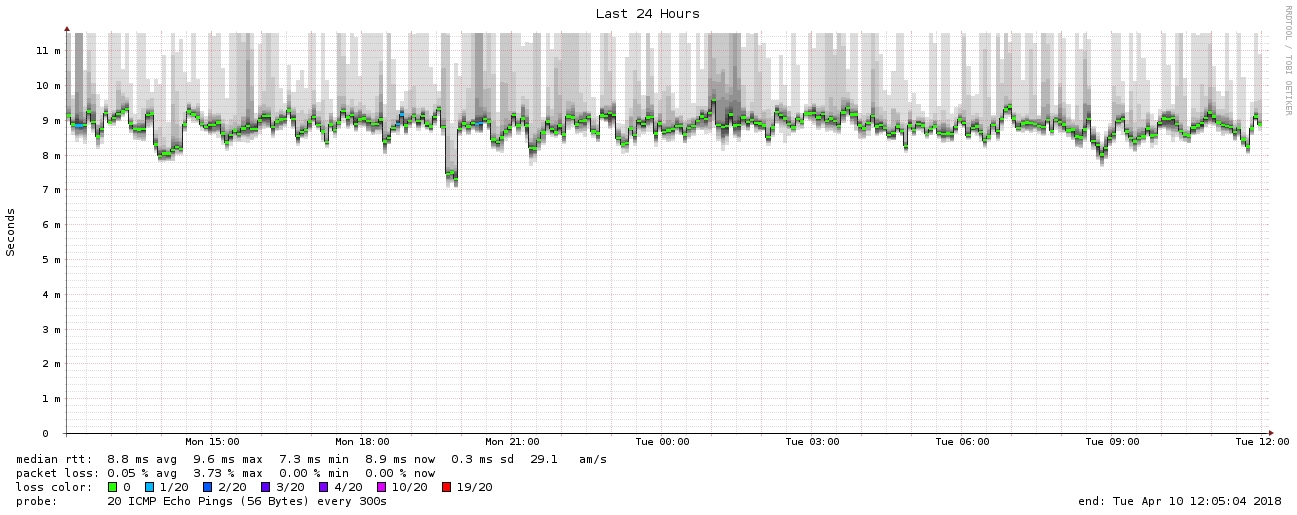 Last 24 Hours
RRDTOOL / TOBI OETIKER
Seconds
11 m
10 m
9 m
8 m
7 m
6 m
5 m
4 m
3 m
2 m
1 m
0
Mon 15:00 Mon 18:00 Mon 21:00 Tue 00:00 Tue 03:00 Tue 06:00 Tue 09:00 Tue 12:00
median rtt: 8.8 ms avg 9.6 ms max 7.3 ms min 8.9 ms now 0.3 ms sd 29.1 am/s
packet loss: 0.05 % avg 3.73 % max 0.00 % min 0.00 % now
loss color: 0 1/20 2/20 3/20 4/20 10/20 19/20
probe: 20 ICMP Echo Pings (56 Bytes) every 300s end: Tue Apr 10 12:05:04 2018